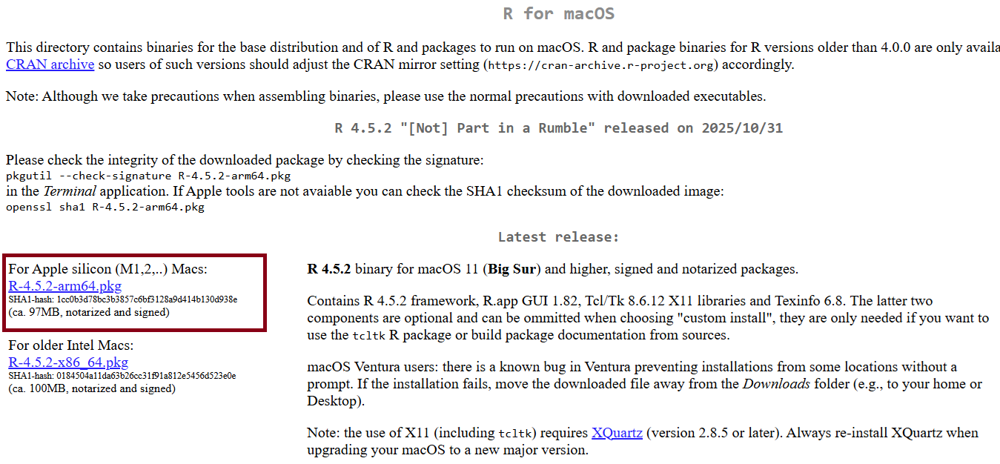 R for macOS
This directory contains binaries for the base distribution and of R and packages to run on macOS. R and package binaries for R versions older than 4.0.0 are only availa
CRAN archive so users of such versions should adjust the CRAN mirror setting (https://cran-archive.r-project.org) accordingly.
Note: Although we take precautions when assembling binaries, please use the normal precautions with downloaded executables.
R 4.5.2 "[Not] Part in a Rumble" released on 2025/10/31
Please check the integrity of the downloaded package by checking the signature:
pkgutil --check-signature R-4.5.2-arm64.pkg
in the Terminal application. If Apple tools are not avaiable you can check the SHA1 checksum of the downloaded image:
openssl sha1 R-4.5.2-arm64.pkg
Latest release:
For Apple silicon (M1,2,..) Macs:
R-4.5.2-arm64.pkg
SHA1-hash: 1cc0b3d78bc3b3857c6bf3128a9d414b130d938e
(ca. 97MB, notarized and signed)
For older Intel Macs:
R-4.5.2-x86_64.pkg
SHA1-hash: 0184504a11da63b26cc31f91a812e5456d523e0e
(ca. 100MB, notarized and signed)
R 4.5.2 binary for macOS 11 (Big Sur) and higher, signed and notarized packages.
Contains R 4.5.2 framework, R.app GUI 1.82, Tcl/Tk 8.6.12 X11 libraries and Texinfo 6.8. The latter two
components are optional and can be ommitted when choosing "custom install", they are only needed if you want to
use the tcltk R package or build package documentation from sources.
macOS Ventura users: there is a known bug in Ventura preventing installations from some locations without a
prompt. If the installation fails, move the downloaded file away from the Downloads folder (e.g., to your home or
Desktop).
Note: the use of X11 (including tcltk) requires XQuartz (version 2.8.5 or later). Always re-install XQuartz when
upgrading your macOS to a new major version.